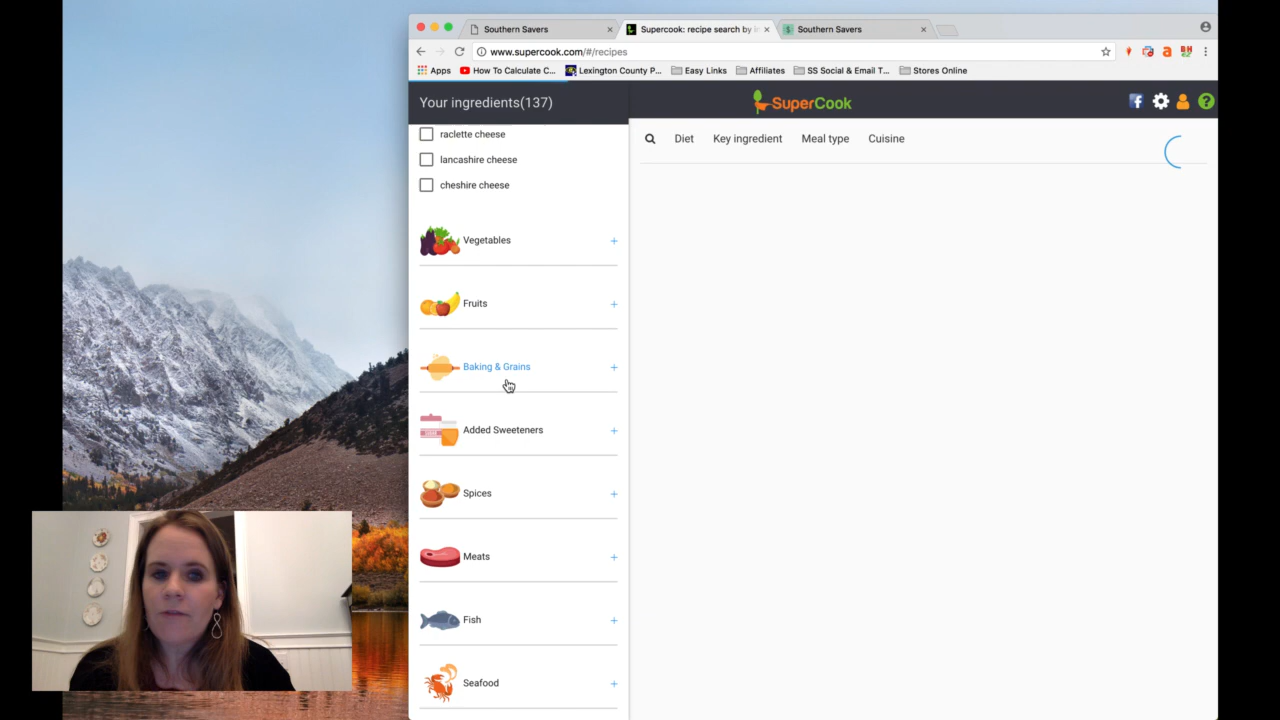 Southern Savers
Supercook: recipe search by
Southern Savers
www.supercook.com/#/recipes
Apps
How To Calculate C...
Lexington County P...
Easy Links
Affiliates
SS Social & Email T...
Stores Online
Your ingredients(137)
SuperCook
raclette cheese
lancashire cheese
cheshire cheese
Diet
Key ingredient
Meal type
Cuisine
Vegetables
Fruits
Baking & Grains
Added Sweeteners
Spices
Meats
Fish
Seafood